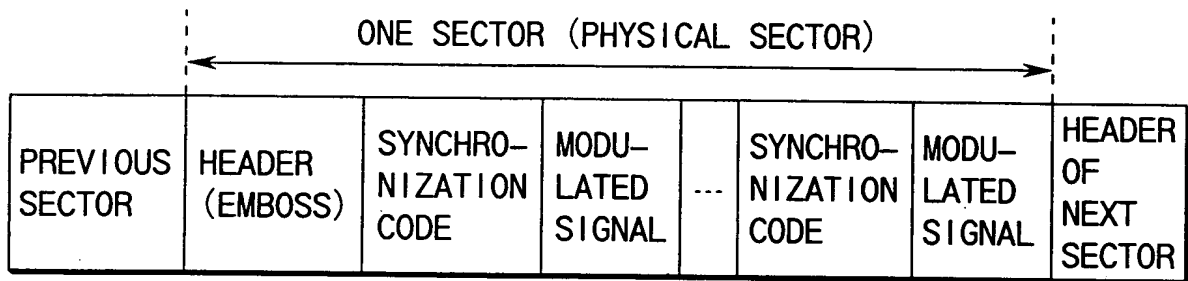 ONE SECTOR (PHYSICAL SECTOR)
PREVIOUS
SECTOR
HEADER
(EMBOSS)
SYNCHRO-
NIZATION
CODE
MODU-
LATED
SIGNAL
---
SYNCHRO-
NIZATION
CODE
MODU-
LATED
SIGNAL
HEADER
OF
NEXT
SECTOR